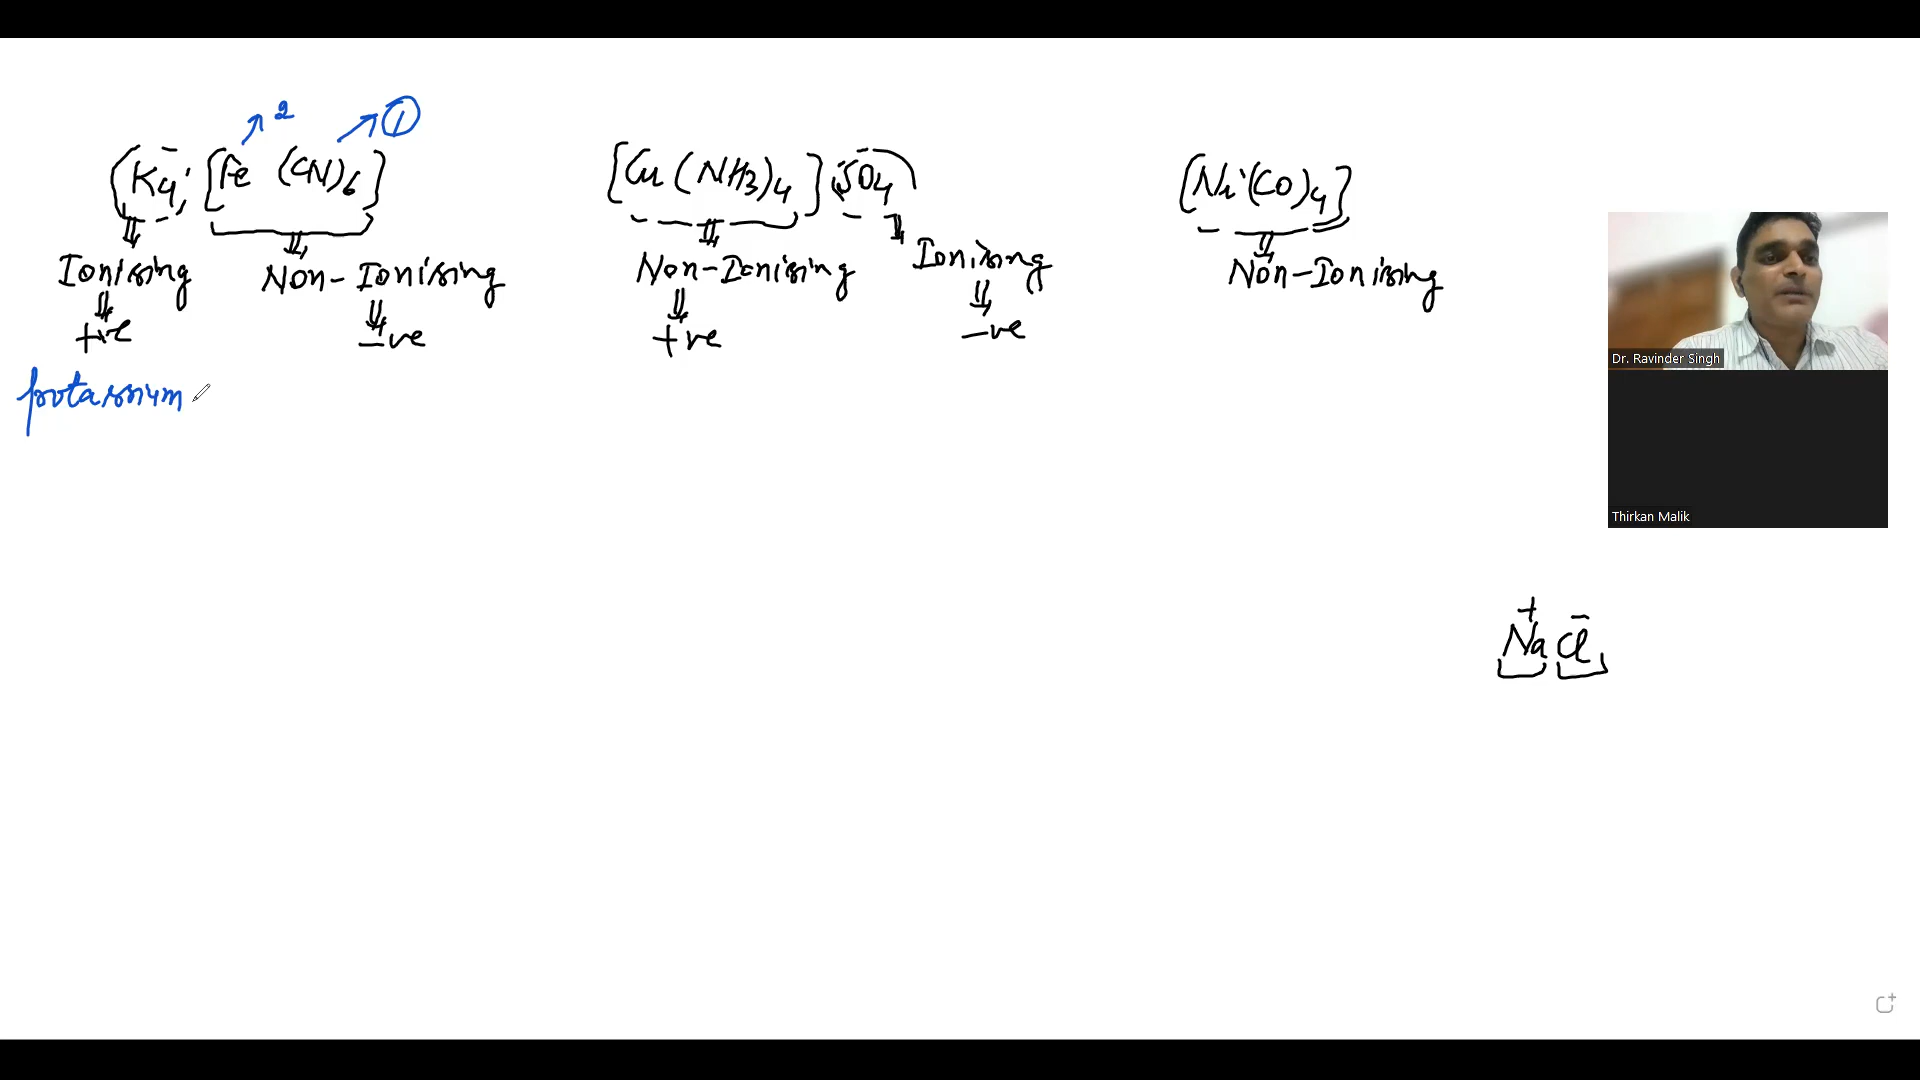 2 1
K4 [Fe (CN)6] [Cu (NH3)4] SO4 [Ni (CO)4]
Ionising Non-Ionising Non-Ionising Ionising Non-Ionising
+ve -ve +ve -ve
potassium
Dr. Ravinder Singh
Thirkan Malik
+ -
Na Cl